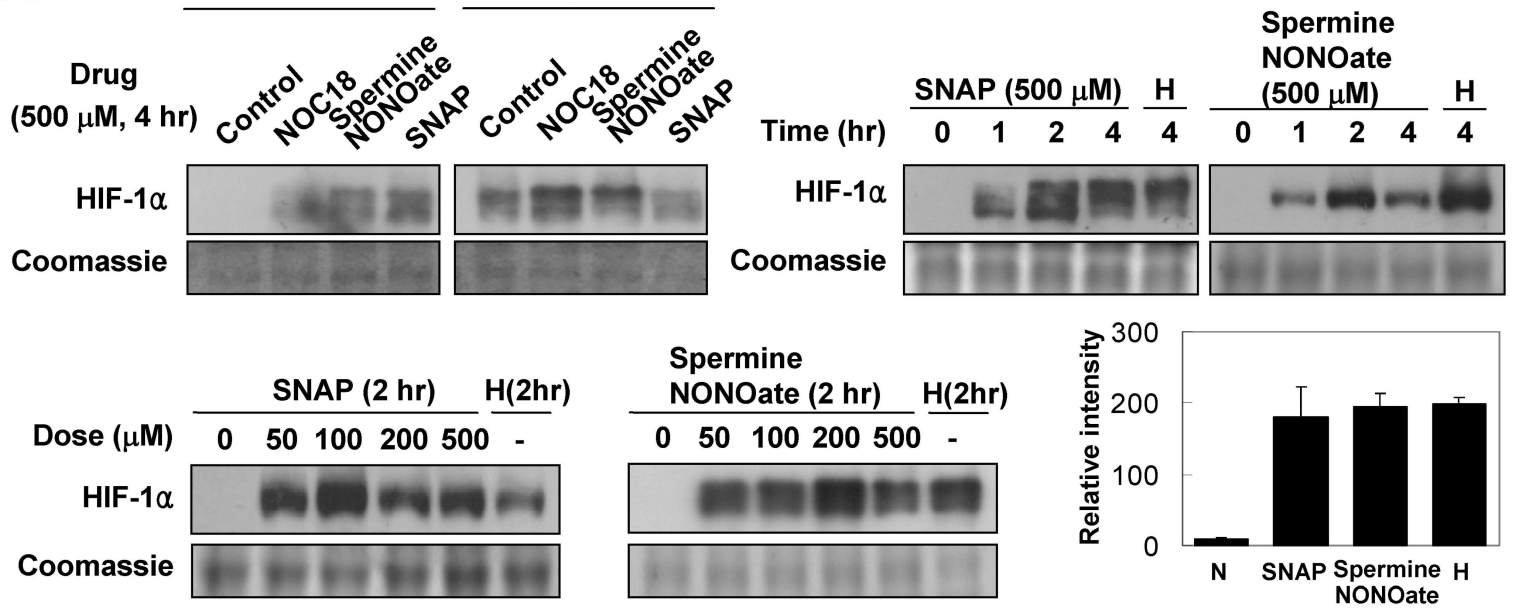 Drug
(500 μM, 4 hr)
Control
NOC18
Spermine
NONOate
SNAP
Control
NOC18
Spermine
NONOate
SNAP
HIF-1α
Coomassie
SNAP (500 μM) H
Time (hr) 0 1 2 4 4
Spermine
NONOate
(500 μM) H
0 1 2 4 4
HIF-1α
Coomassie
SNAP (2 hr) H(2hr)
Dose (μM) 0 50 100 200 500 -
HIF-1α
Coomassie
Spermine
NONOate (2 hr) H(2hr)
0 50 100 200 500 -
Relative intensity
300
200
100
0
N SNAP Spermine H
NONOate